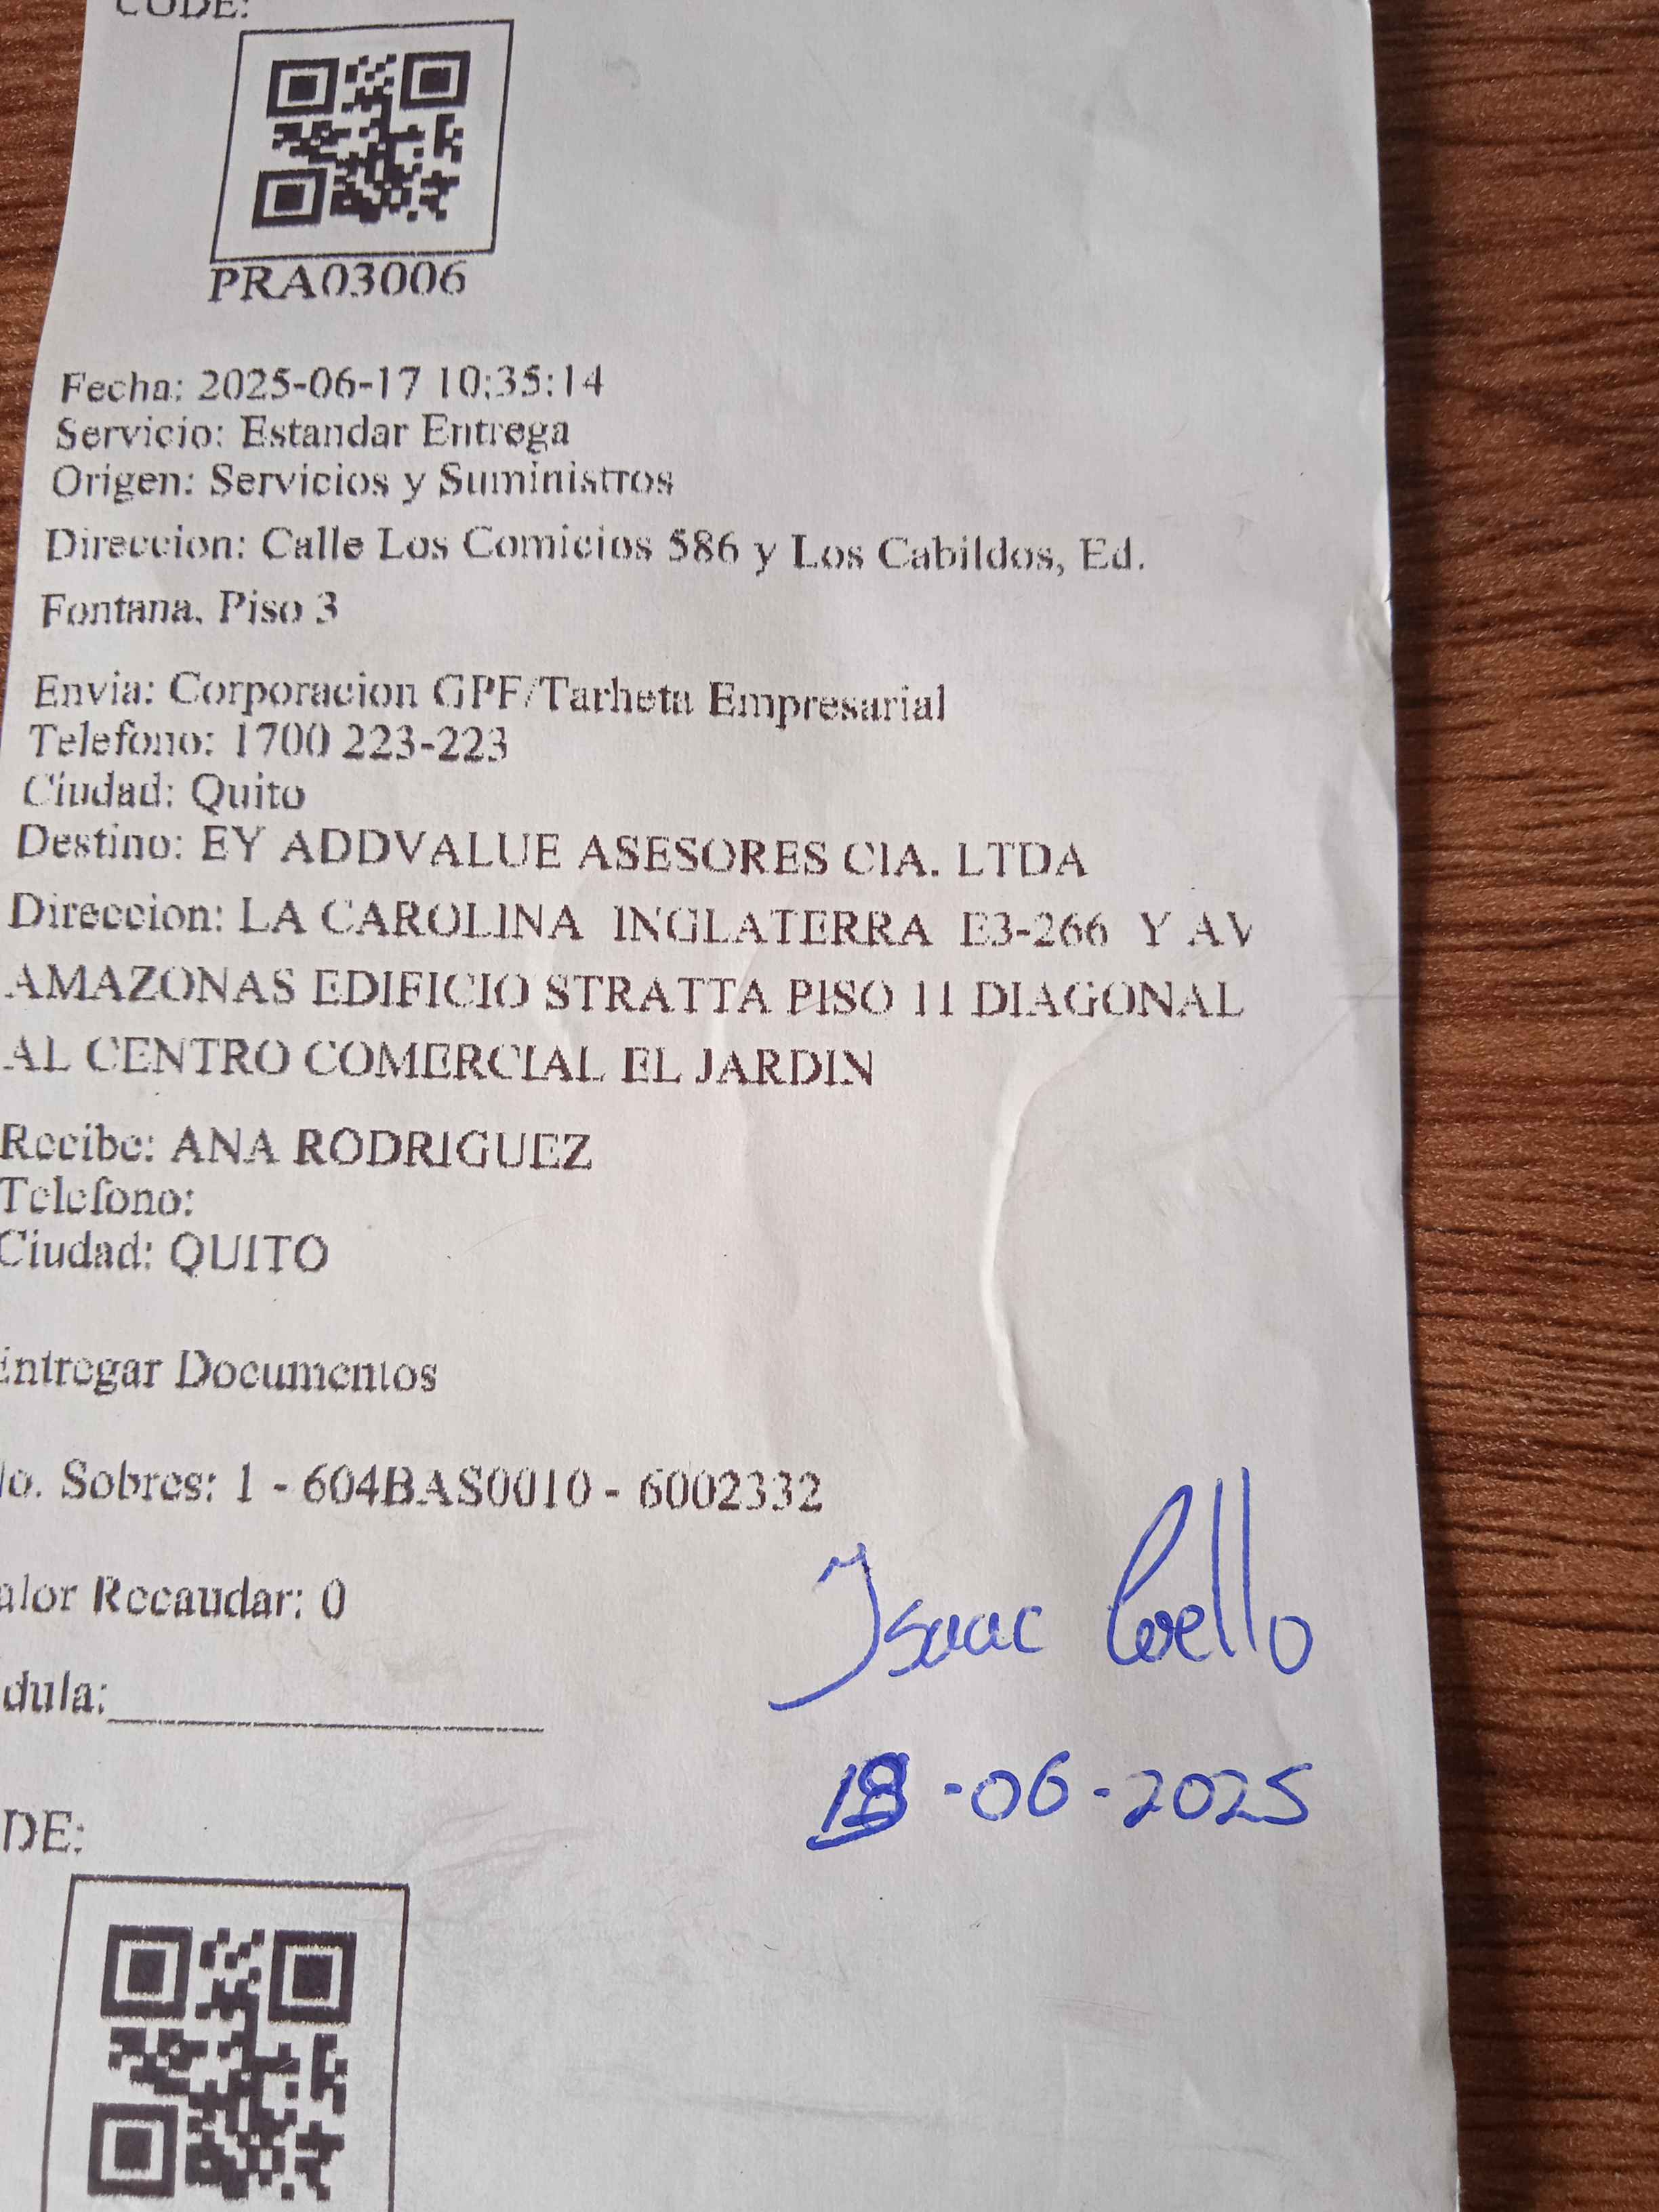 CODE:
PRA03006
Fecha: 2025-06-17 10:35:14
Servicio: Estandar Entrega
Origen: Servicios y Suministros
Direccion: Calle Los Comicios 586 y Los Cabildos, Ed.
Fontana, Piso 3
Envia: Corporacion GPF/Tarheta Empresarial
Telefono: 1700 223-223
Ciudad: Quito
Destino: EY ADDVALUE ASESORES CIA. LTDA
Direccion: LA CAROLINA INGLATERRA E3-266 Y AV
AMAZONAS EDIFICIO STRATTA PISO 11 DIAGONAL
AL CENTRO COMERCIAL EL JARDIN
Recibe: ANA RODRIGUEZ
Telefono:
Ciudad: QUITO
Entregar Documentos
No. Sobres: 1 - 604BAS0010 - 6002332
alor Recaudar: 0
Isaac Coello
dula:
18-06-2025
DE: